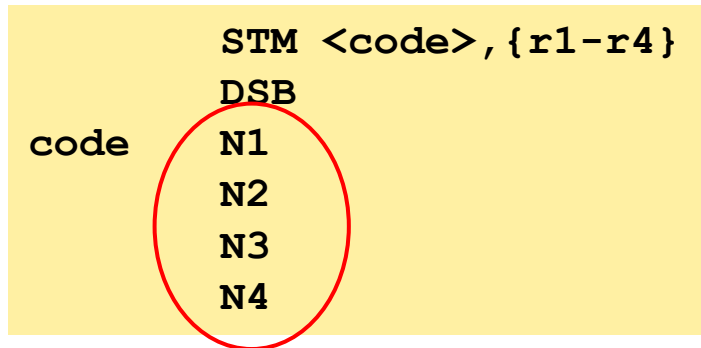 STM <code>,{r1-r4}
DSB
code N1
N2
N3
N4